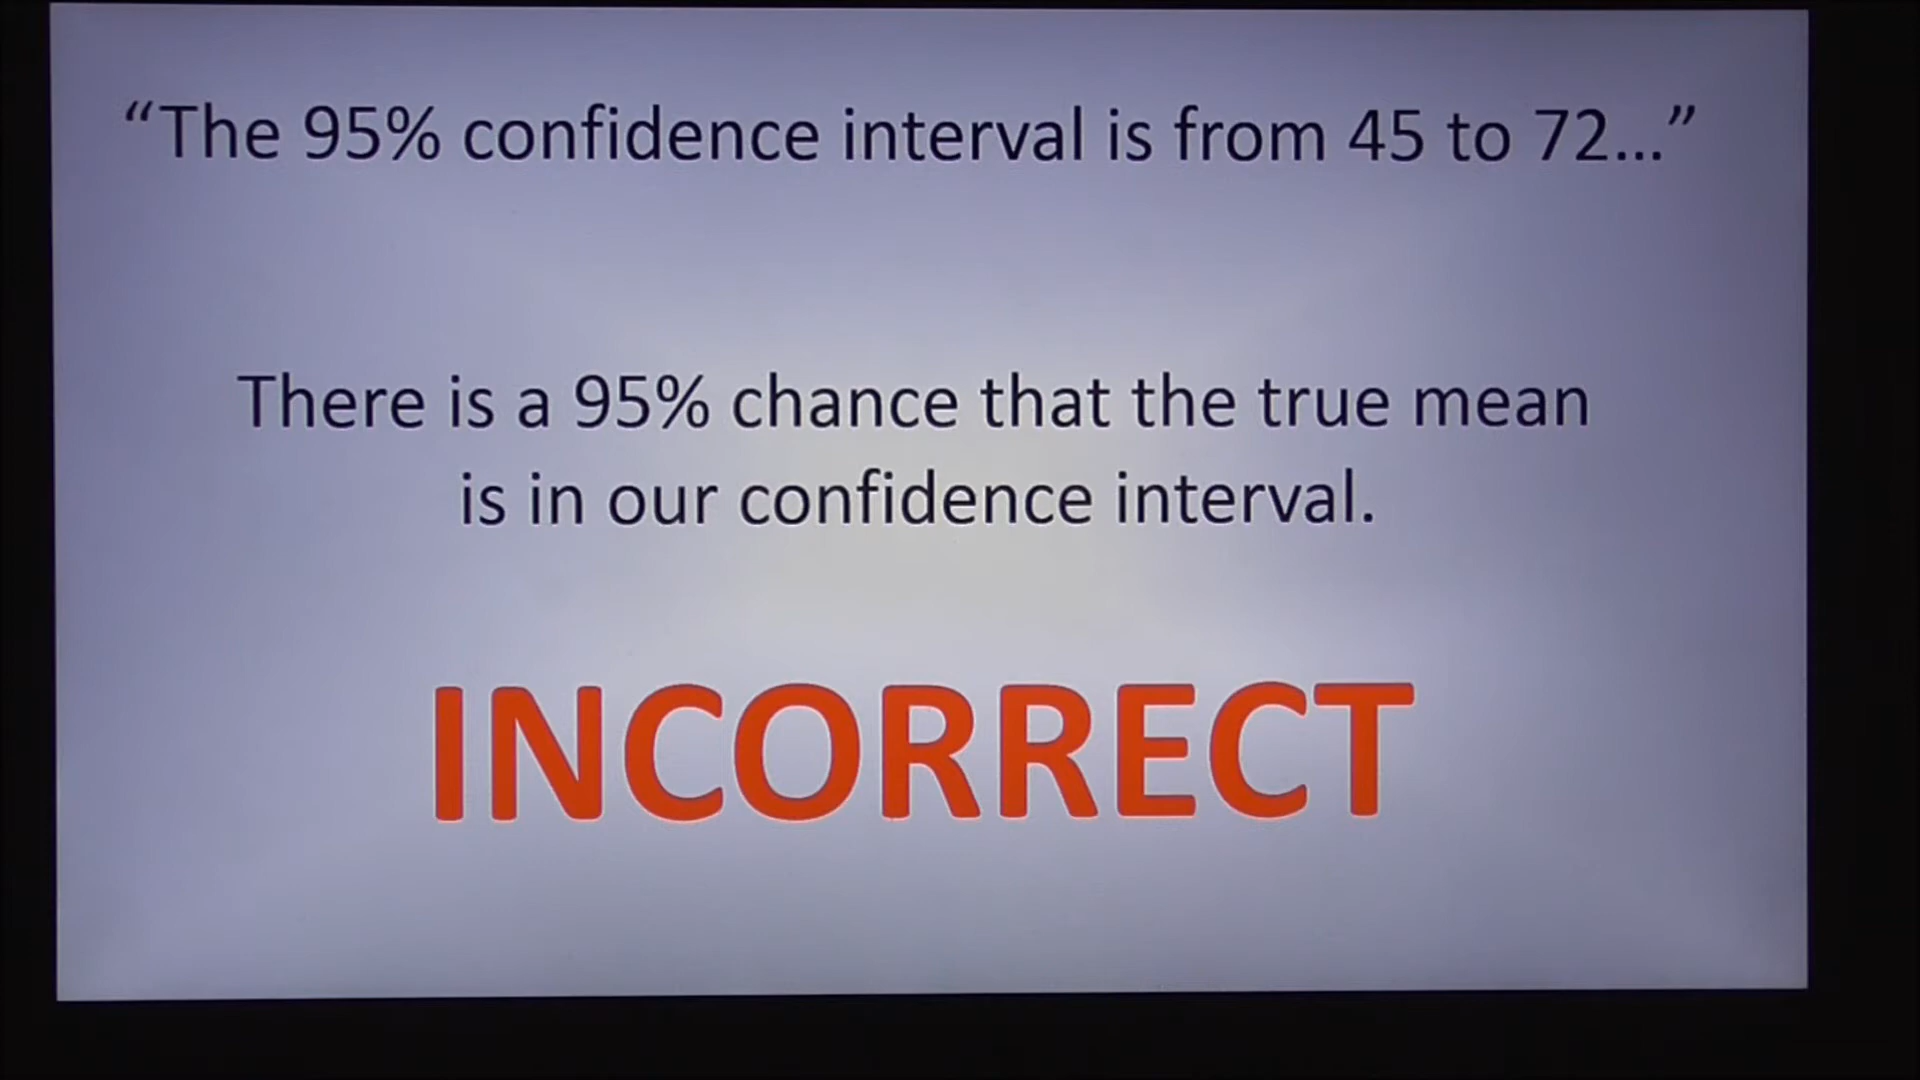 “The 95% confidence interval is from 45 to 72...”
There is a 95% chance that the true mean
is in our confidence interval.
INCORRECT